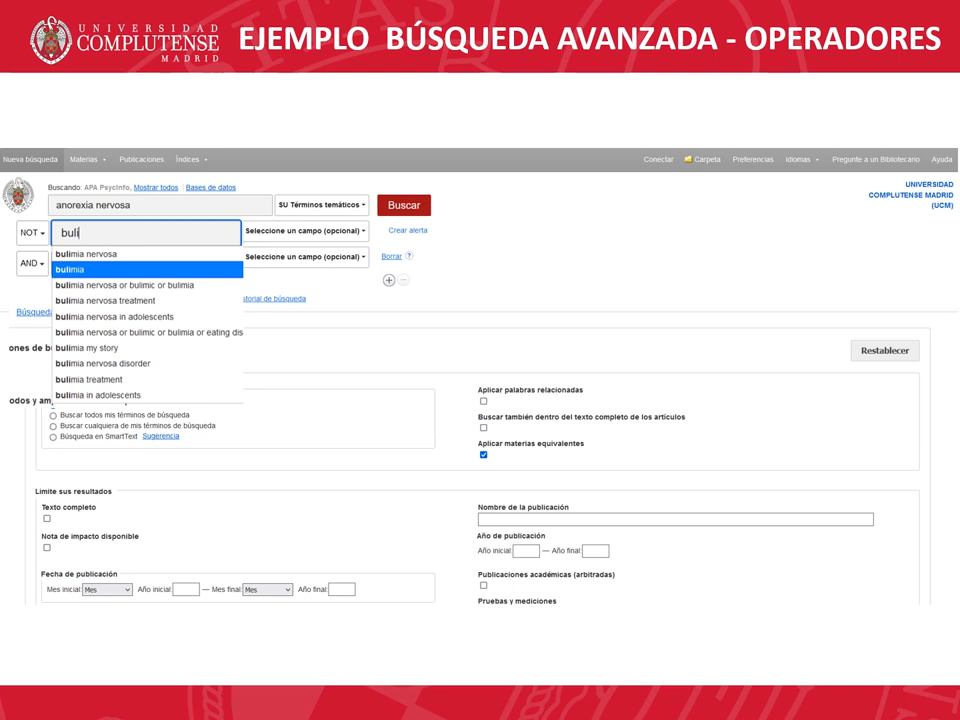 UNIVERSIDAD
COMPLUTENSE
MADRID
EJEMPLO BÚSQUEDA AVANZADA - OPERADORES
Nueva búsqueda Materias Publicaciones Índices Conectar Carpeta Preferencias Idiomas Pregunte a un Bibliotecario Ayuda
Buscando: APA PsycInfo, Mostrar todos | Bases de datos
UNIVERSIDAD
COMPLUTENSE MADRID
(UCM)
anorexia nervosa SU Términos temáticos Buscar
NOT buli Seleccione un campo (opcional) Crear alerta
AND Seleccione un campo (opcional) Borrar ?
bulimia nervosa
bulimia
bulimia nervosa or bulimic or bulimia
bulimia nervosa treatment
bulimia nervosa in adolescents
bulimia nervosa or bulimic or bulimia or eating dis
bulimia my story
bulimia nervosa disorder
bulimia treatment
bulimia in adolescents
storial de búsqueda
Búsqueda
ones de b
Restablecer
odos y am
Buscar todos mis términos de búsqueda
Buscar cualquiera de mis términos de búsqueda
Búsqueda en SmartText Sugerencia
Aplicar palabras relacionadas
Buscar también dentro del texto completo de los artículos
Aplicar materias equivalentes
Limite sus resultados
Texto completo
Nota de impacto disponible
Fecha de publicación
Mes inicial: Mes Año inicial: — Mes final: Mes Año final:
Nombre de la publicación
Año de publicación
Año inicial: — Año final:
Publicaciones académicas (arbitradas)
Pruebas y mediciones